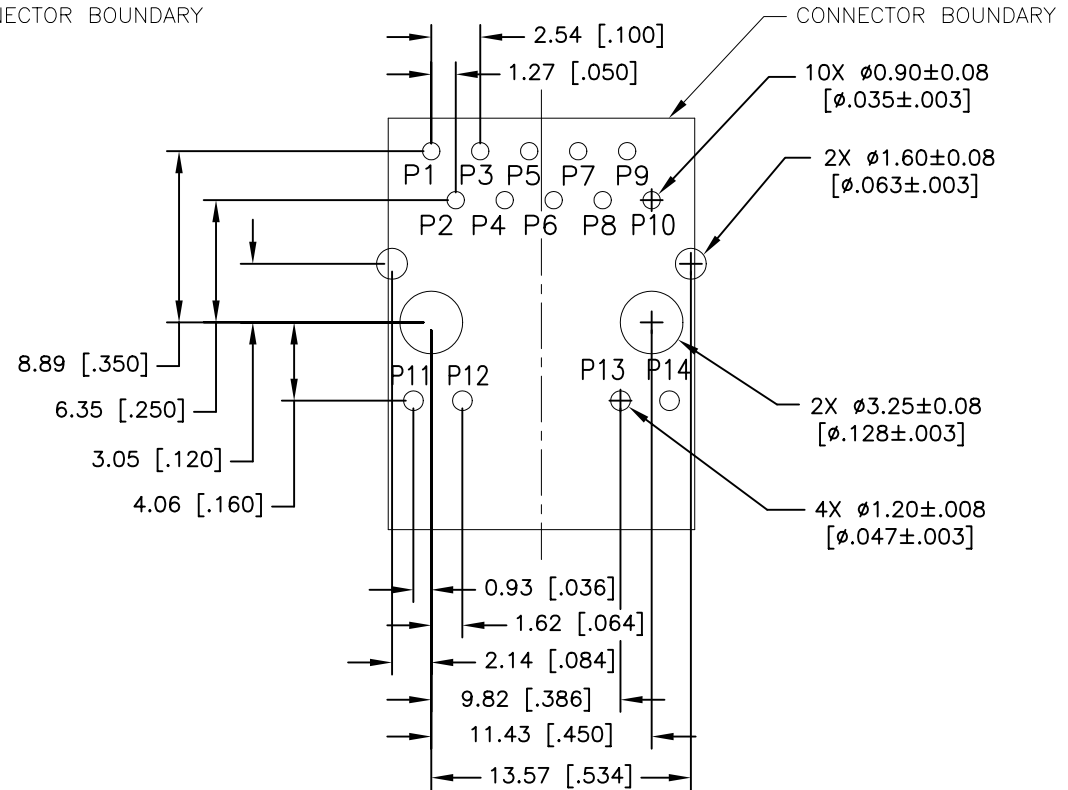 NECTOR BOUNDARY
CONNECTOR BOUNDARY
2.54 [.100]
1.27 [.050]
10X ø0.90±0.08
[ø.035±.003]
2X ø1.60±0.08
[ø.063±.003]
P1 P3 P5 P7 P9
P2 P4 P6 P8 P10
8.89 [.350]
6.35 [.250]
3.05 [.120]
4.06 [.160]
P11 P12 P13 P14
2X ø3.25±0.08
[ø.128±.003]
4X ø1.20±.008
[ø.047±.003]
0.93 [.036]
1.62 [.064]
2.14 [.084]
9.82 [.386]
11.43 [.450]
13.57 [.534]